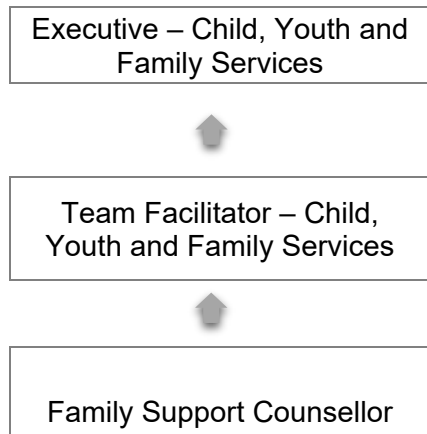 Executive – Child, Youth and
Family Services
Team Facilitator – Child,
Youth and Family Services
Family Support Counsellor